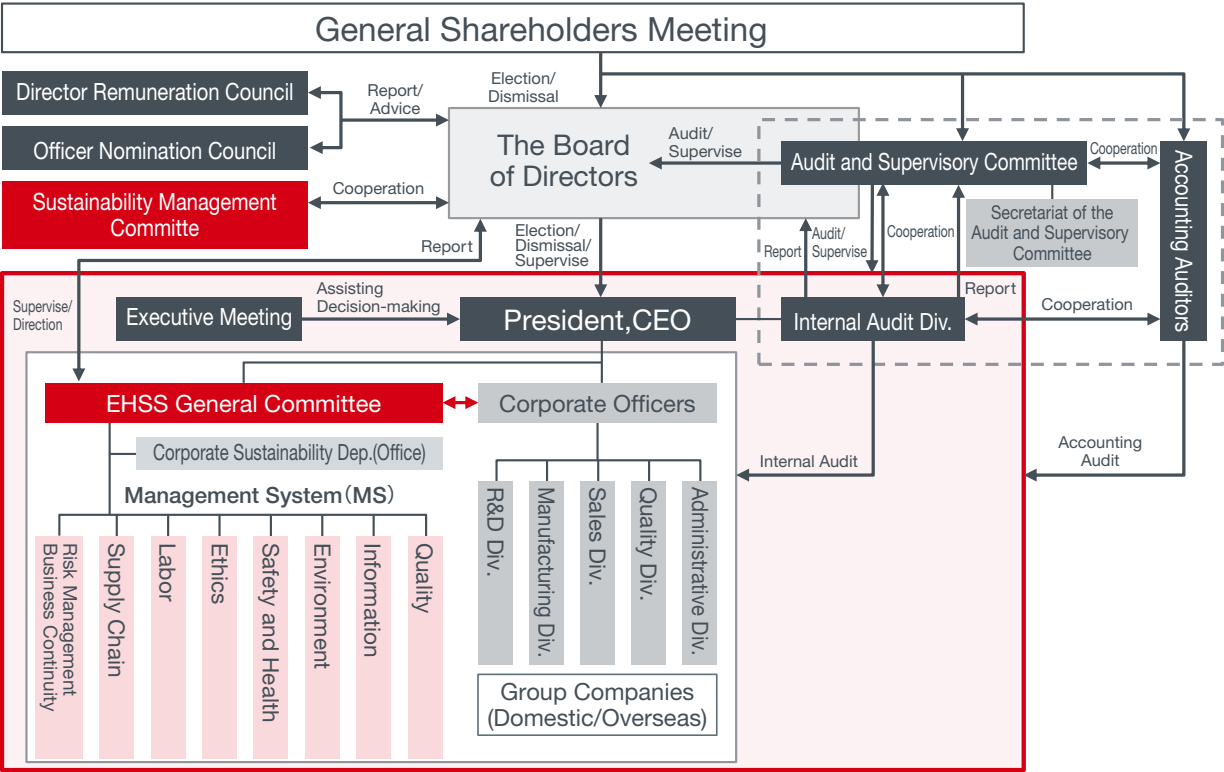 General Shareholders Meeting
Director Remuneration Council
Report/
Advice
Election/
Dismissal
Officer Nomination Council
The Board
of Directors
Audit/
Supervise
Audit and Supervisory Committee
Cooperation
Accounting Auditors
Sustainability Management
Committe
Cooperation
Secretariat of the
Audit and Supervisory
Committee
Report
Election/
Dismissal/
Supervise
Report
Audit/
Supervise
Cooperation
Report
Supervise/
Direction
Executive Meeting
Assisting
Decision-making
President,CEO
Internal Audit Div.
Cooperation
EHSS General Committee
Corporate Officers
Corporate Sustainability Dep.(Office)
Internal Audit
Accounting
Audit
Management System(MS)
Risk Management
Business Continuity
Supply Chain
Labor
Ethics
Safety and Health
Environment
Information
Quality
R&D Div.
Manufacturing Div.
Sales Div.
Quality Div.
Administrative Div.
Group Companies
(Domestic/Overseas)